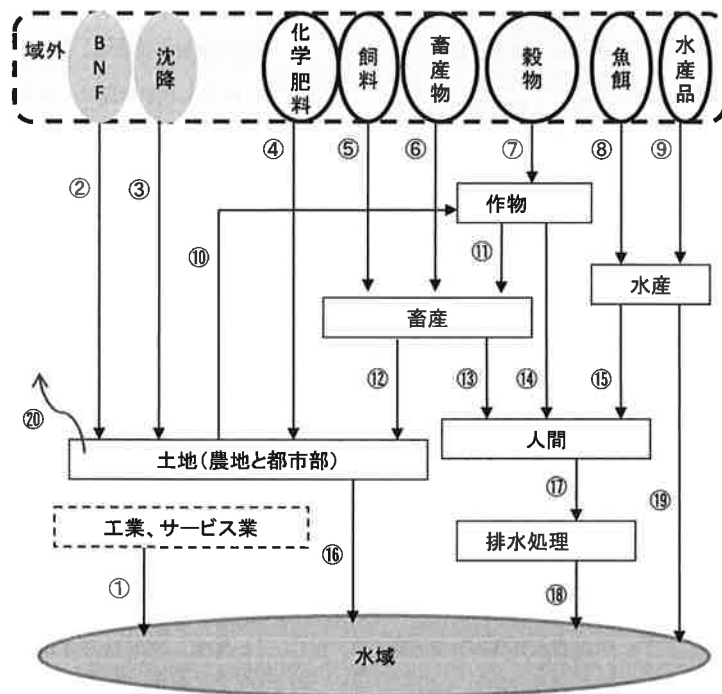 域外
BNF
沈降
化学肥料
飼料
畜産物
穀物
魚餌
水産品
②
③
④
⑤
⑥
⑦
⑧
⑨
作物
⑩
⑪
水産
畜産
⑫
⑬
⑭
⑮
⑳
人間
土地(農地と都市部)
⑰
⑲
工業、サービス業
⑯
排水処理
①
⑱
水域